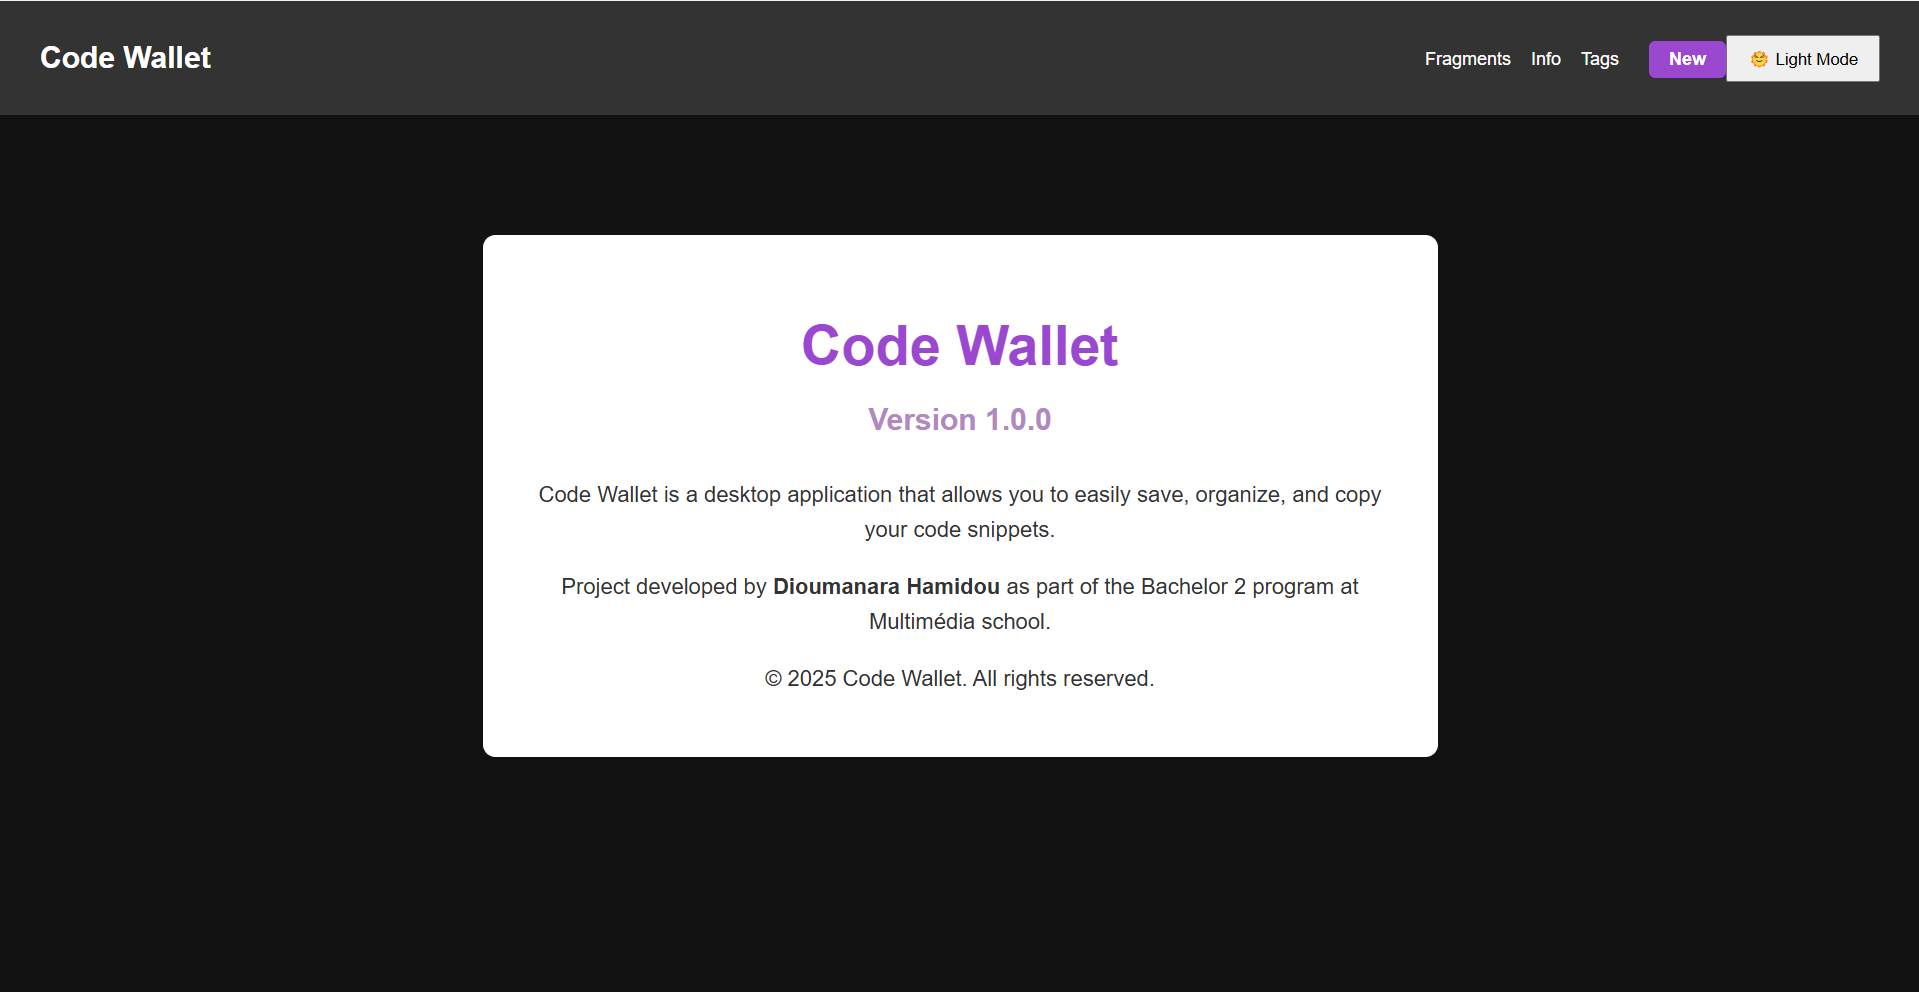 Code Wallet
Fragments Info Tags New 🌞 Light Mode
Code Wallet
Version 1.0.0
Code Wallet is a desktop application that allows you to easily save, organize, and copy
your code snippets.
Project developed by Dioumanara Hamidou as part of the Bachelor 2 program at
Multimédia school.
© 2025 Code Wallet. All rights reserved.